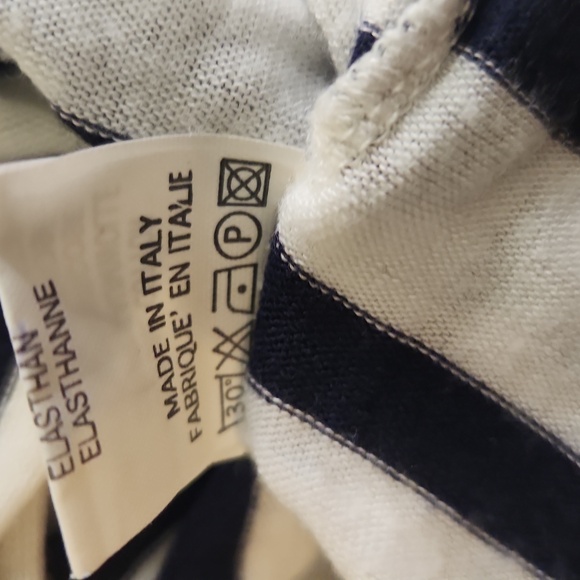 ELASTHAN
ELASTHANNE
MADE IN ITALY
FABRIQUE' EN ITALIE
30°
P